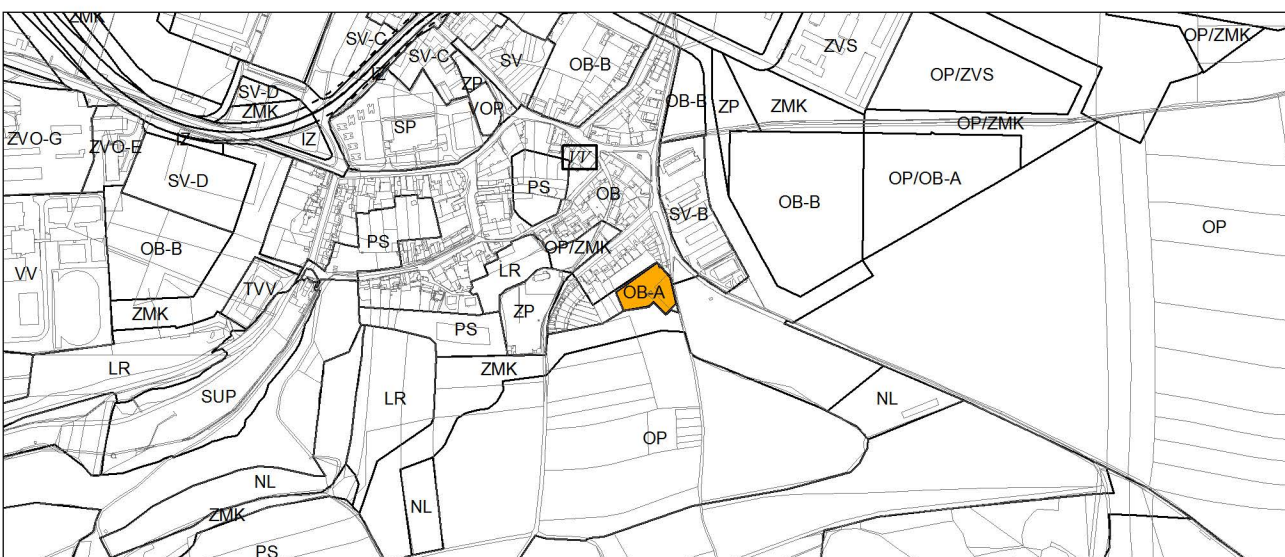 ZMK
SV-C
SV-C
SV
OB-B
ZVS
OP/ZMK
IZ
ZP
VOP
SV-D
ZMK
OB-B
ZP
ZMK
OP/ZVS
OP/ZMK
ZVO-G
ZVO-E
IZ
IZ
SP
VV
PS
OB
SV-D
OB-B
OP/OB-A
SV-B
OB-B
PS
OP/ZMK
OP
LR
VV
TVV
OB-A
ZMK
PS
ZP
LR
SUP
LR
ZMK
NL
OP
NL
NL
ZMK
PS